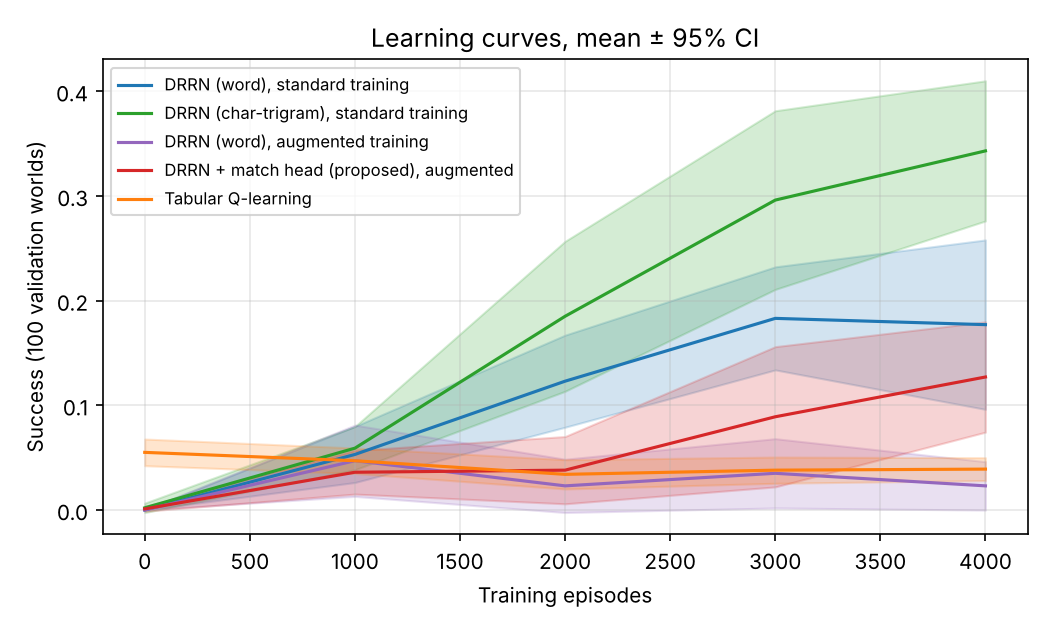 Learning curves, mean ± 95% CI
DRRN (word), standard training
DRRN (char-trigram), standard training
DRRN (word), augmented training
DRRN + match head (proposed), augmented
Tabular Q-learning
Success (100 validation worlds)
0.4
0.3
0.2
0.1
0.0
0 500 1000 1500 2000 2500 3000 3500 4000
Training episodes